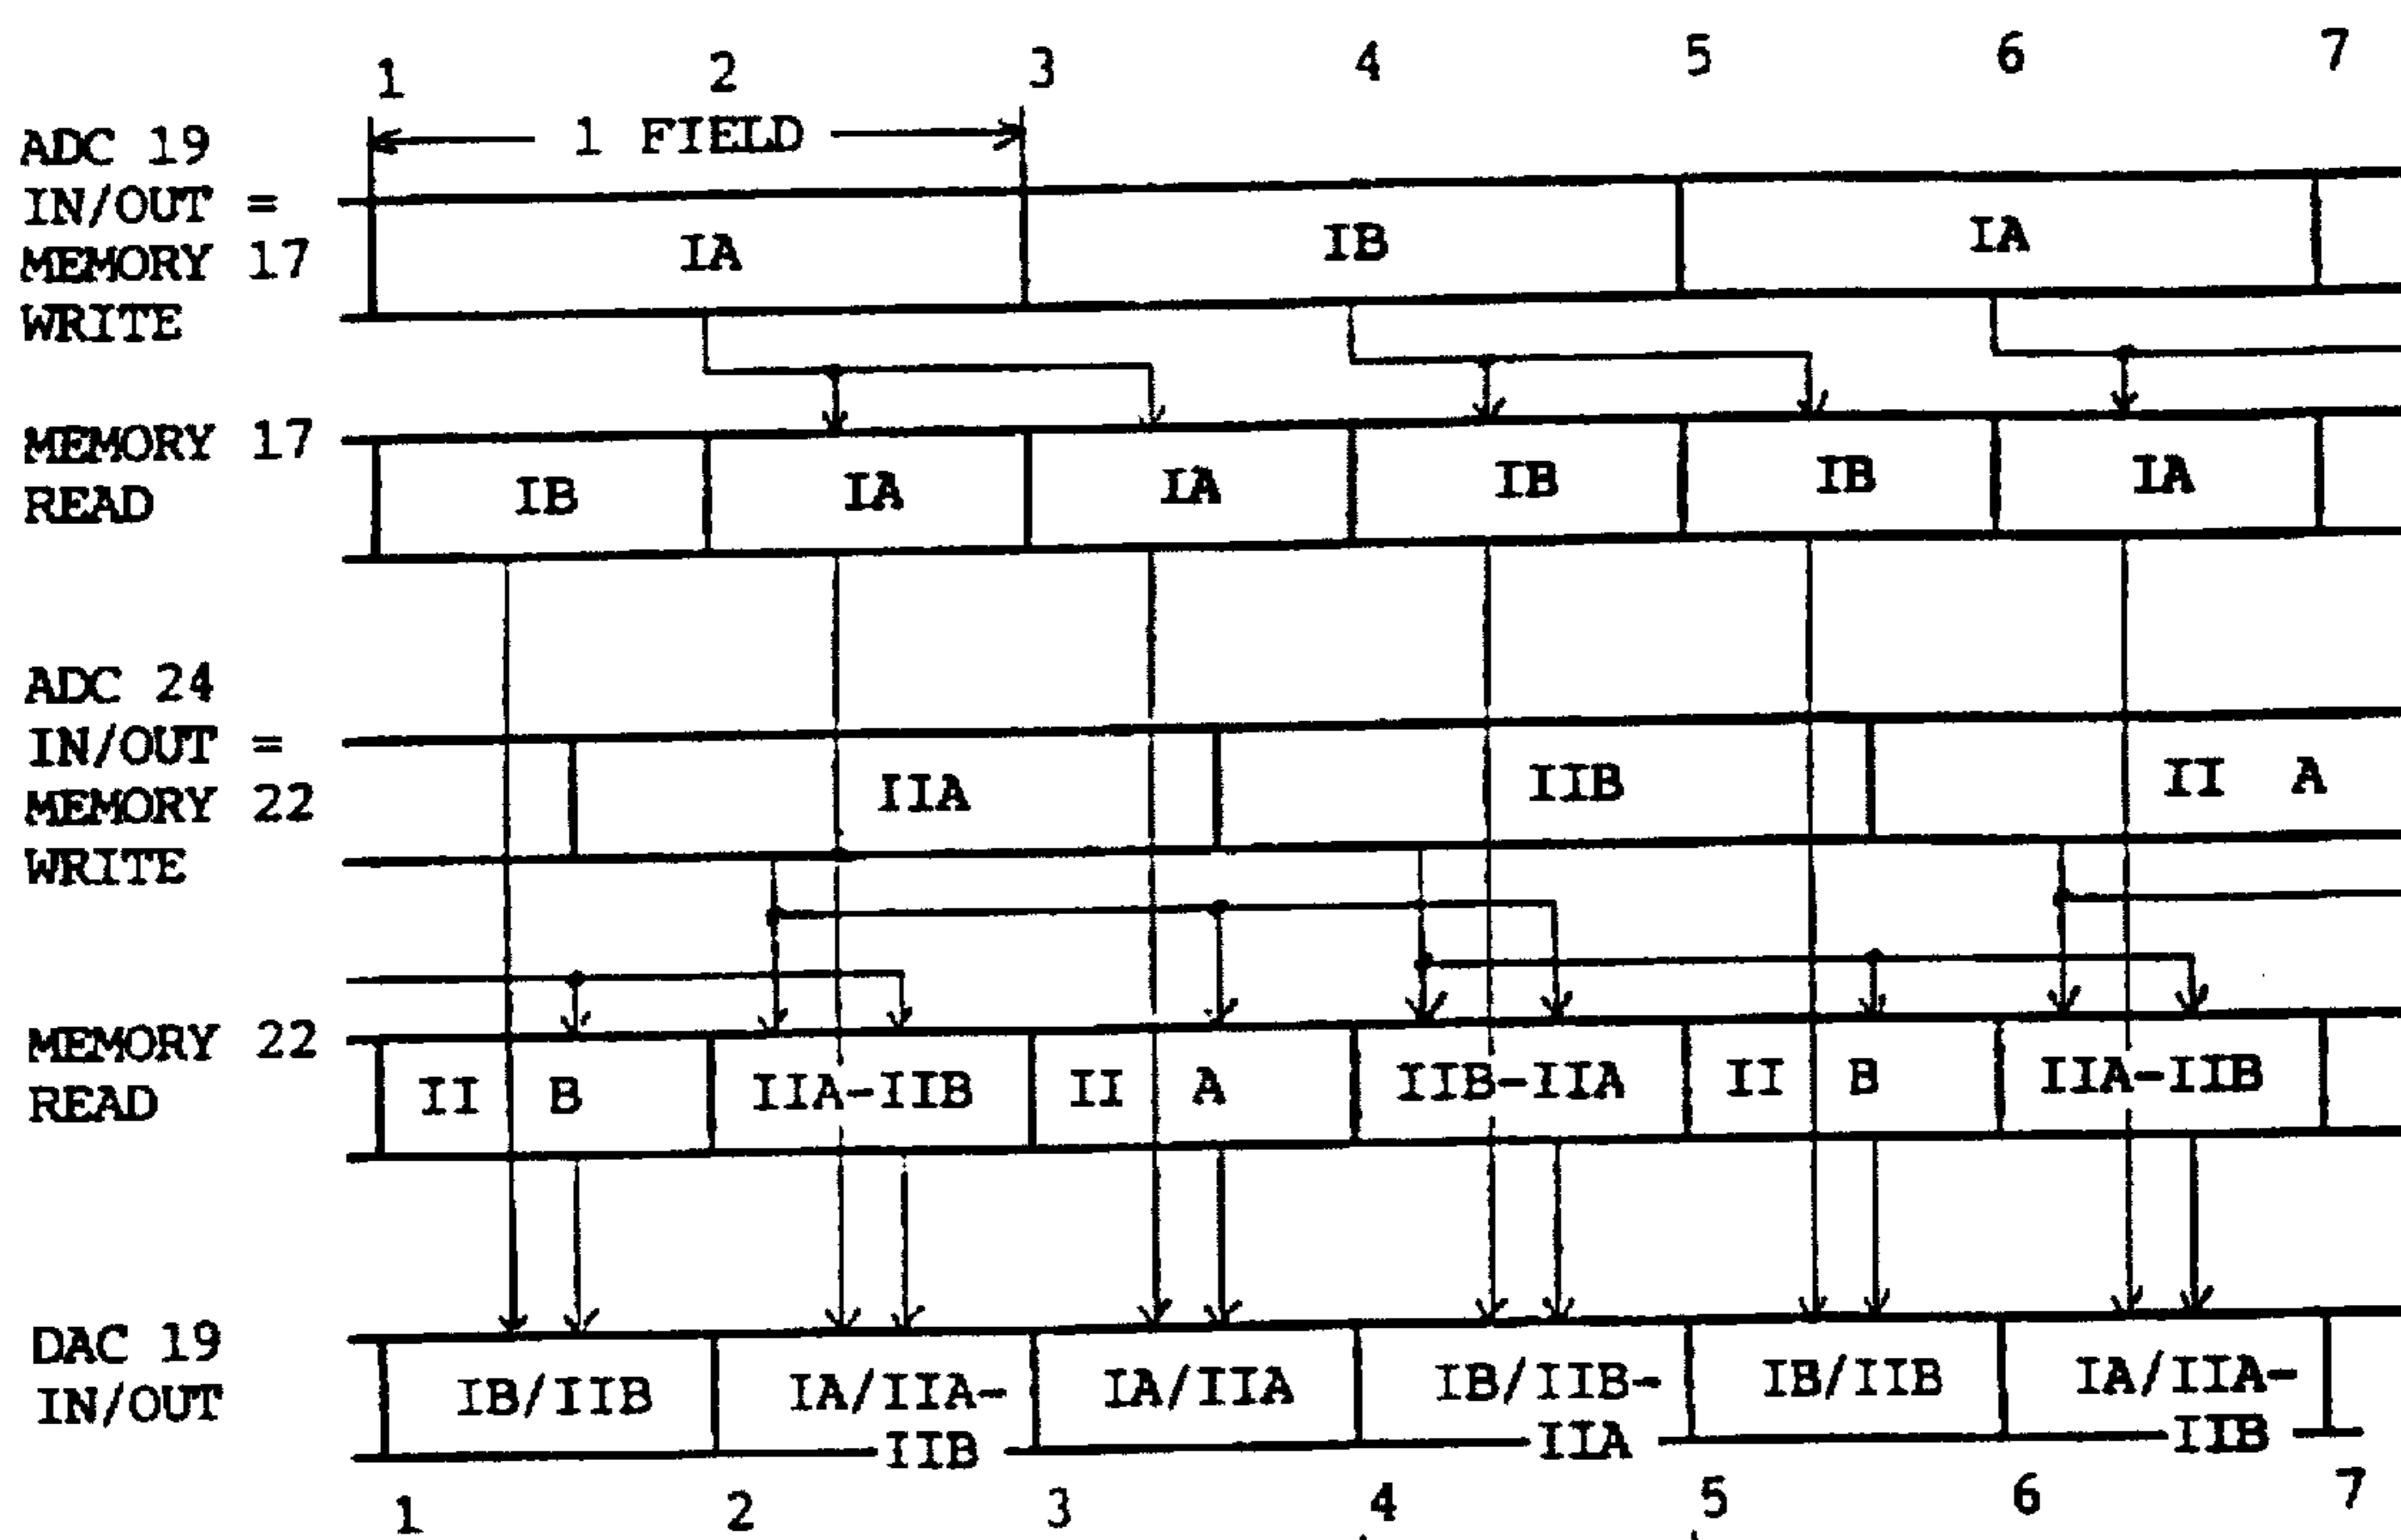 1 2 3 4 5 6 7
1 FIELD
ADC 19
IN/OUT =
MEMORY 17
WRITE
IA IB IA
MEMORY 17
READ
IB IA IA IB IB IA
ADC 24
IN/OUT =
MEMORY 22
WRITE
IIA IIB II A
MEMORY 22
READ
II B IIA-IIB II A IIB-IIA II B IIA-IIB
DAC 19
IN/OUT
IB/IIB IA/IIA- IA/IIA IB/IIB- IB/IIB IA/IIA-
IIB IIA IIB
1 2 3 4 5 6 7